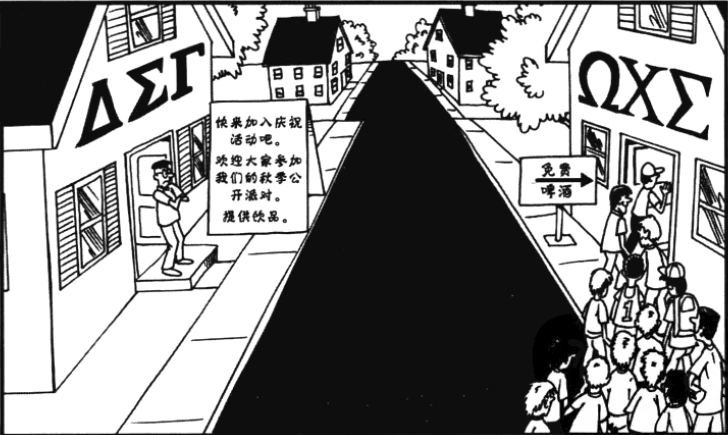 ΔΣΓ
快来加入庆祝
活动吧。
欢迎大家参加
我们的秋季公
开派对。
提供饮品。
ΩΧΣ
免费
啤酒
1